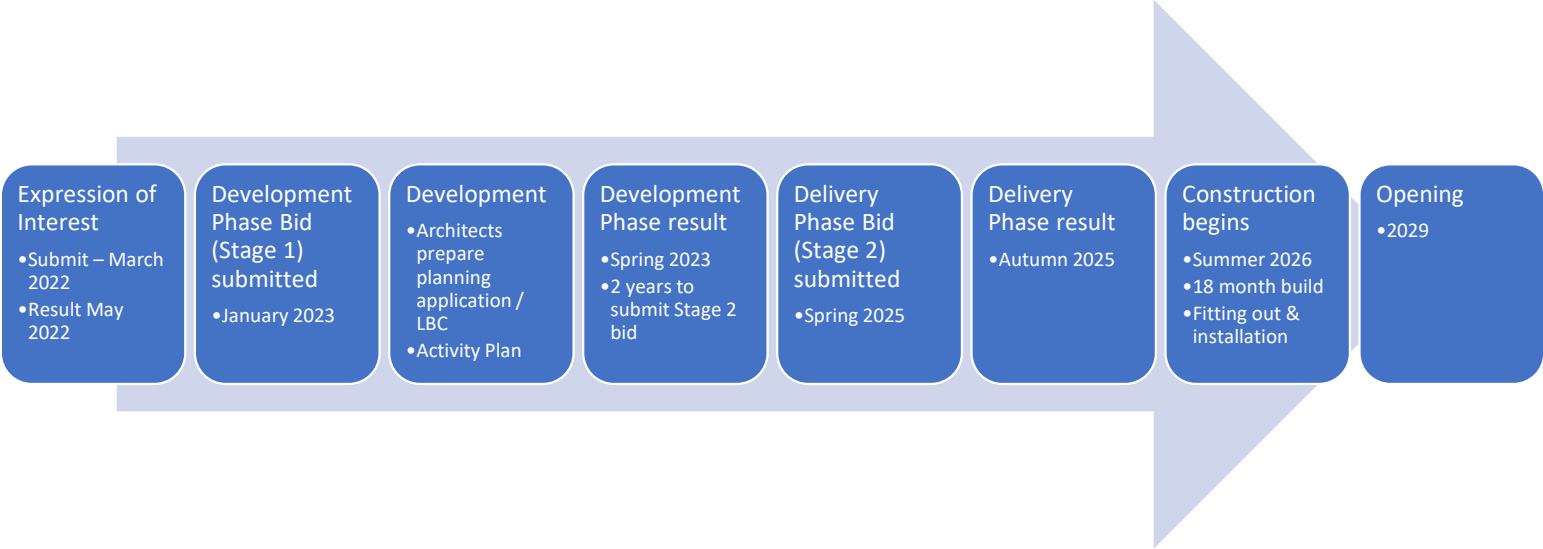 Expression of
Interest
•Submit – March
2022
•Result May
2022
Development
Phase Bid
(Stage 1)
submitted
•January 2023
Development
•Architects
prepare
planning
application /
LBC
•Activity Plan
Development
Phase result
•Spring 2023
•2 years to
submit Stage 2
bid
Delivery
Phase Bid
(Stage 2)
submitted
•Spring 2025
Delivery
Phase result
•Autumn 2025
Construction
begins
•Summer 2026
•18 month build
•Fitting out &
installation
Opening
•2029